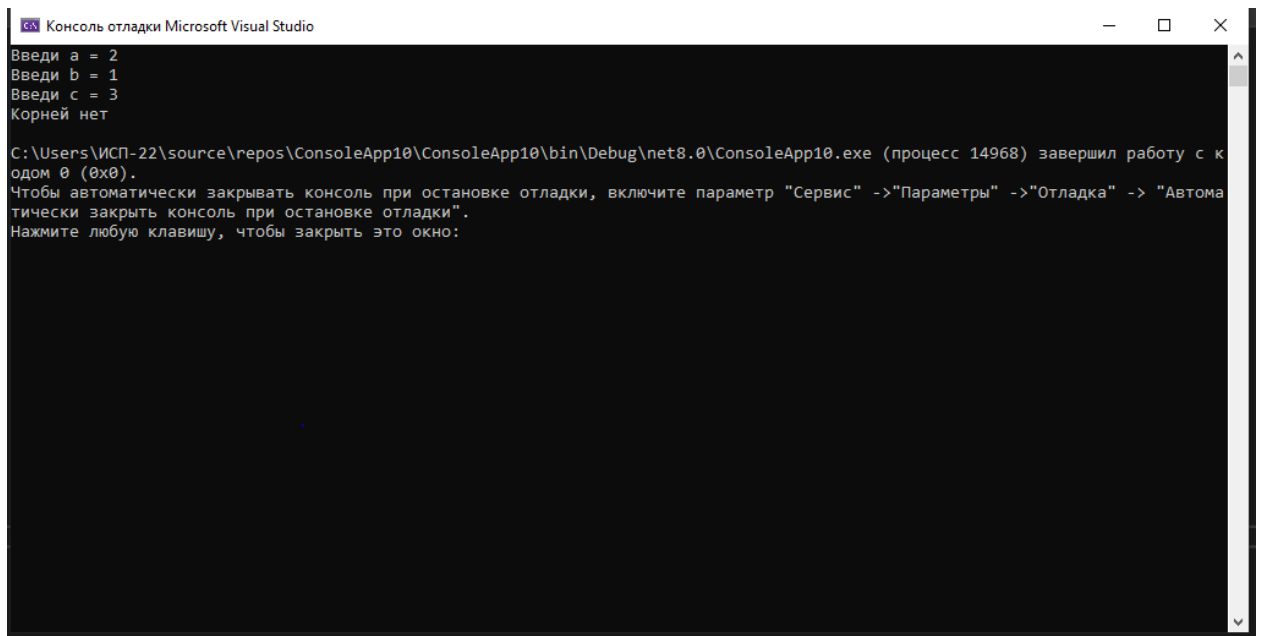 Консоль отладки Microsoft Visual Studio
Введи a = 2
Введи b = 1
Введи c = 3
Корней нет
C:\Users\ИСП-22\source\repos\ConsoleApp10\ConsoleApp10\bin\Debug\net8.0\ConsoleApp10.exe (процесс 14968) завершил работу с к
одом 0 (0x0).
Чтобы автоматически закрывать консоль при остановке отладки, включите параметр "Сервис" ->"Параметры" ->"Отладка" -> "Автома
тически закрыть консоль при остановке отладки".
Нажмите любую клавишу, чтобы закрыть это окно: